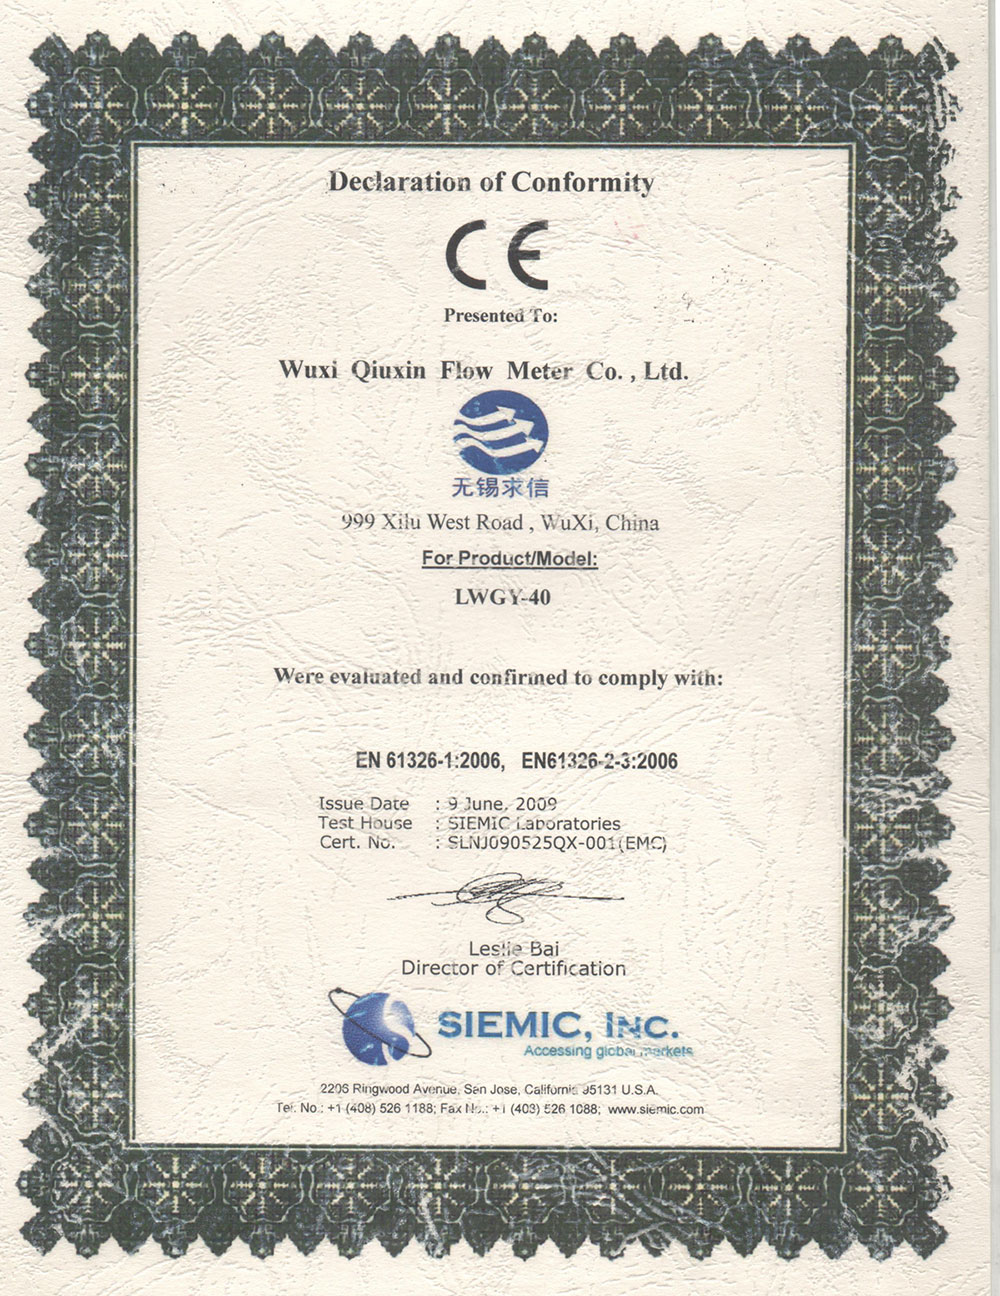 Declaration of Conformity
CE
Presented To:
Wuxi Qiuxin Flow Meter Co. , Ltd.
无锡求信
999 Xilu West Road , WuXi, China
For Product/Model:
LWGY-40
Were evaluated and confirmed to comply with:
EN 61326-1:2006, EN61326-2-3:2006
Issue Date : 9 June. 2009
Test House : SIEMIC Laboratories
Cert. No. : SLNJ090525QX-001(EMC)
Leslie Bai
Director of Certification
SIEMIC, INC.
Accessing global markets
2206 Ringwood Avenue, San Jose, California 95131 U.S.A.
Tel. No.: +1 (408) 526 1188; Fax No.: +1 (408) 526 1088; www.siemic.com